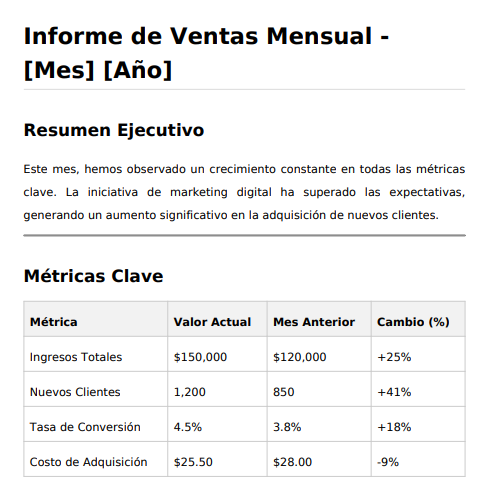 Informe de Ventas Mensual -
[Mes] [Año]
Resumen Ejecutivo
Este mes, hemos observado un crecimiento constante en todas las métricas
clave. La iniciativa de marketing digital ha superado las expectativas,
generando un aumento significativo en la adquisición de nuevos clientes.
Métricas Clave
Métrica Valor Actual Mes Anterior Cambio (%)
Ingresos Totales $150,000 $120,000 +25%
Nuevos Clientes 1,200 850 +41%
Tasa de Conversión 4.5% 3.8% +18%
Costo de Adquisición $25.50 $28.00 -9%